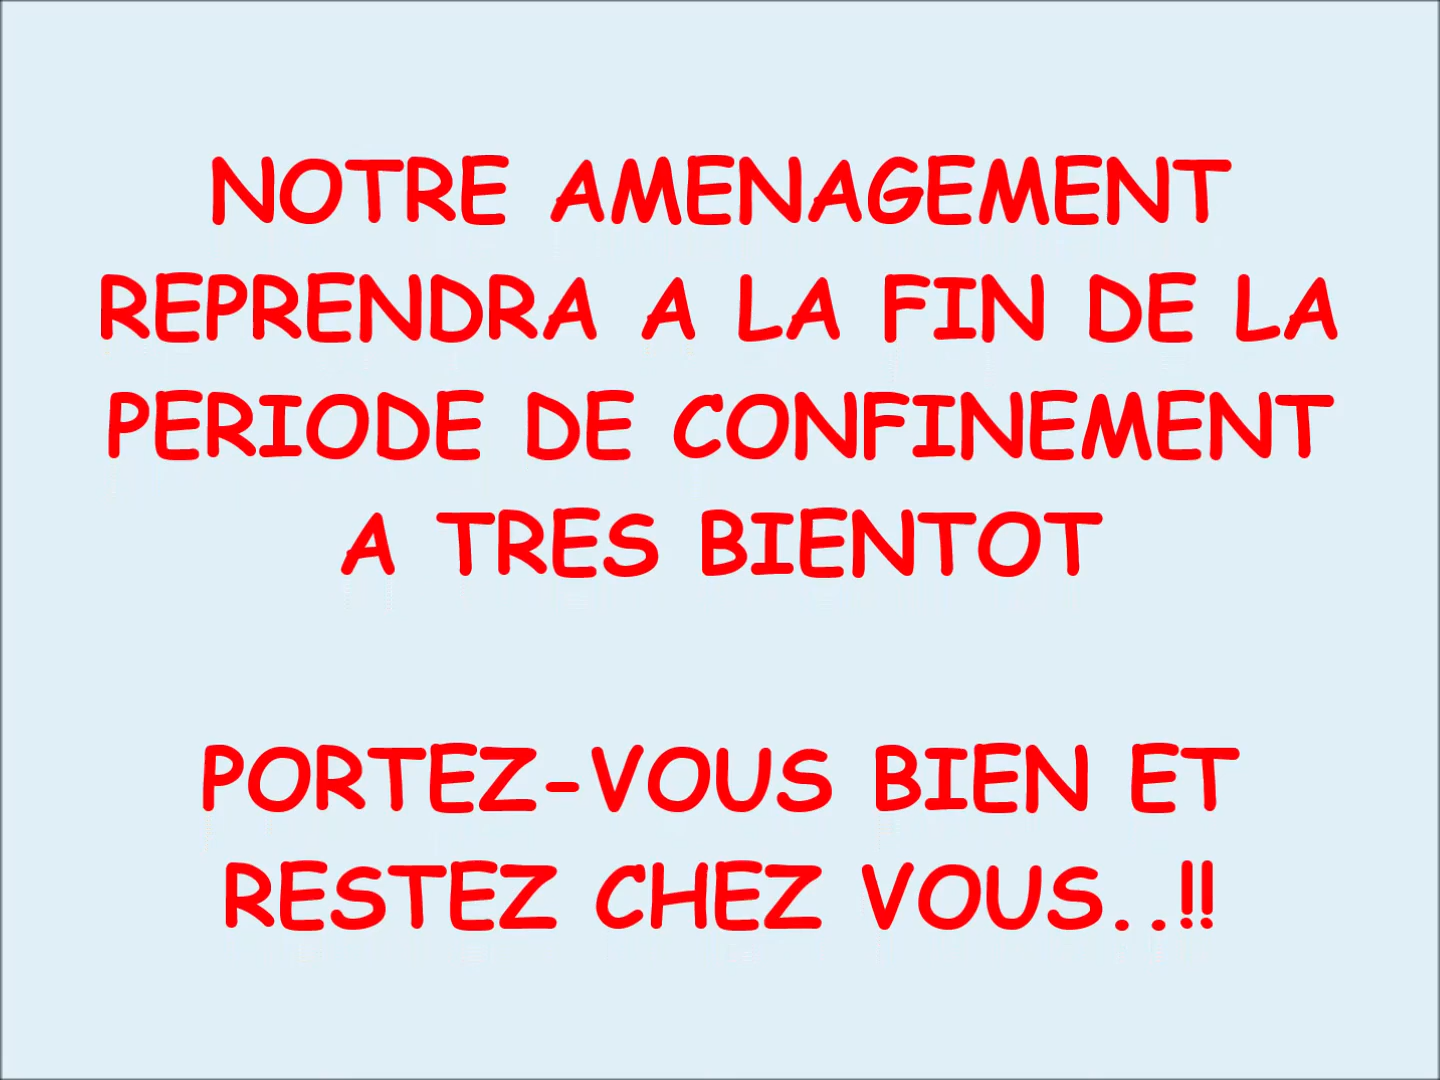 NOTRE AMENAGEMENT
REPRENDRA A LA FIN DE LA
PERIODE DE CONFINEMENT
A TRES BIENTOT
PORTEZ-VOUS BIEN ET
RESTEZ CHEZ VOUS..!!